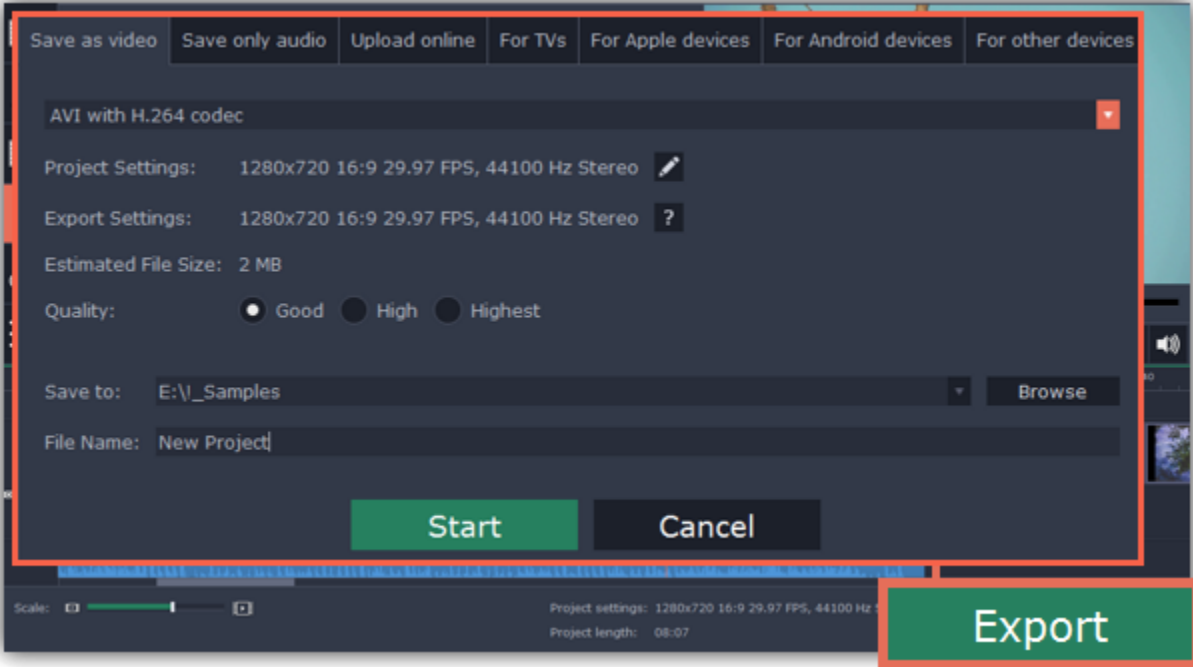 Save as video Save only audio Upload online For TVs For Apple devices For Android devices For other devices
AVI with H.264 codec
Project Settings: 1280x720 16:9 29.97 FPS, 44100 Hz Stereo
Export Settings: 1280x720 16:9 29.97 FPS, 44100 Hz Stereo ?
Estimated File Size: 2 MB
Quality: Good High Highest
Save to: E:\!_Samples Browse
File Name: New Project
Start Cancel
Scale:
Project settings: 1280x720 16:9 29.97 FPS, 44100 Hz
Project length: 08:07
Export